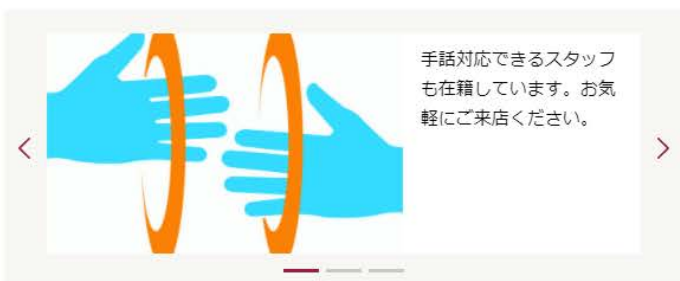 手話対応できるスタッフ
も在籍しています。お気
軽にご来店ください。